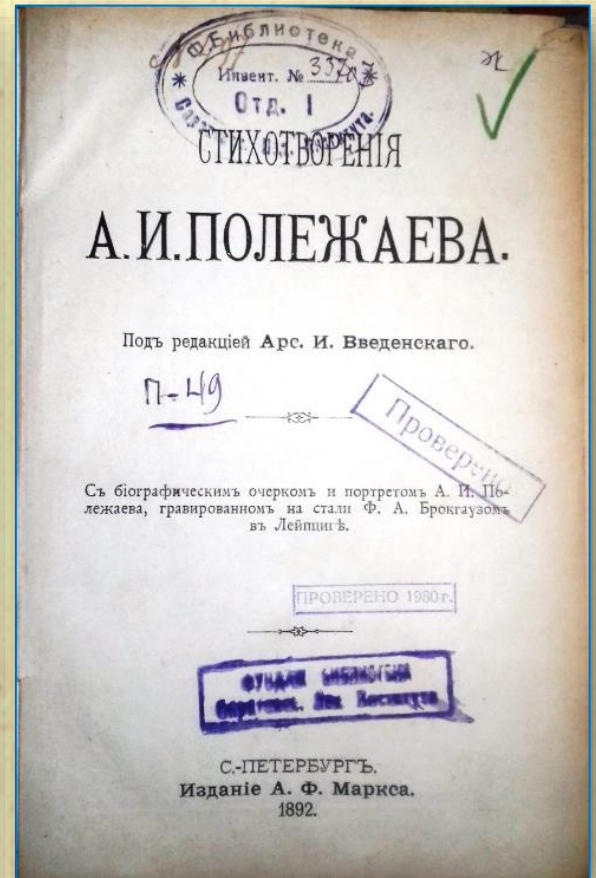 Ф. Библиотека
Инвент. №
Отд. I
СТИХОТВОРЕНІЯ
А. И. ПОЛЕЖАЕВА.
Подъ редакціей Арс. И. Введенскаго.
П-49
Проверено
Съ біографическимъ очеркомъ и портретомъ А. И. По-
лежаева, гравированномъ на стали Ф. А. Брокгаузомъ
въ Лейпцигѣ.
ПРОВЕРЕНО 1980 г.
С.-ПЕТЕРБУРГЪ.
Изданіе А. Ф. Маркса.
1892.